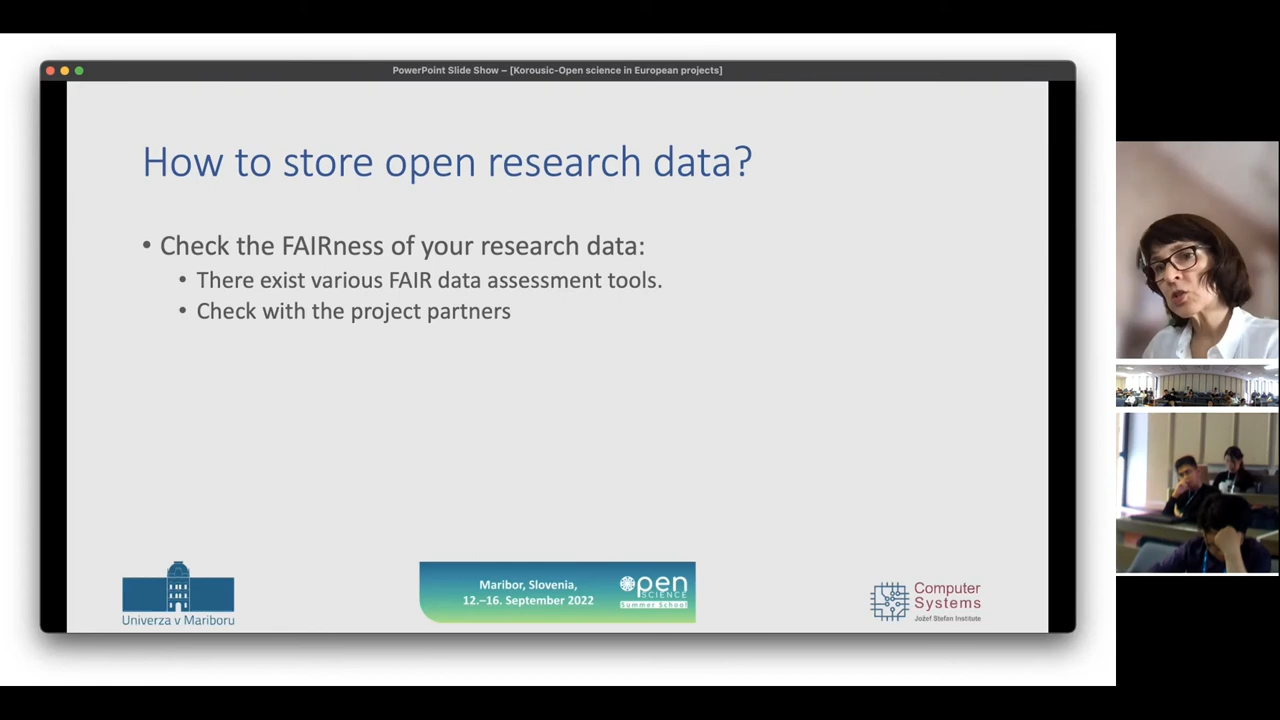 PowerPoint Slide Show – [Korousic-Open science in European projects]
How to store open research data?
• Check the FAIRness of your research data:
• There exist various FAIR data assessment tools.
• Check with the project partners
Univerza v Mariboru
Maribor, Slovenia,
12.–16. September 2022
Open
SCIENCE
Summer School
Computer
Systems
Jožef Stefan Institute